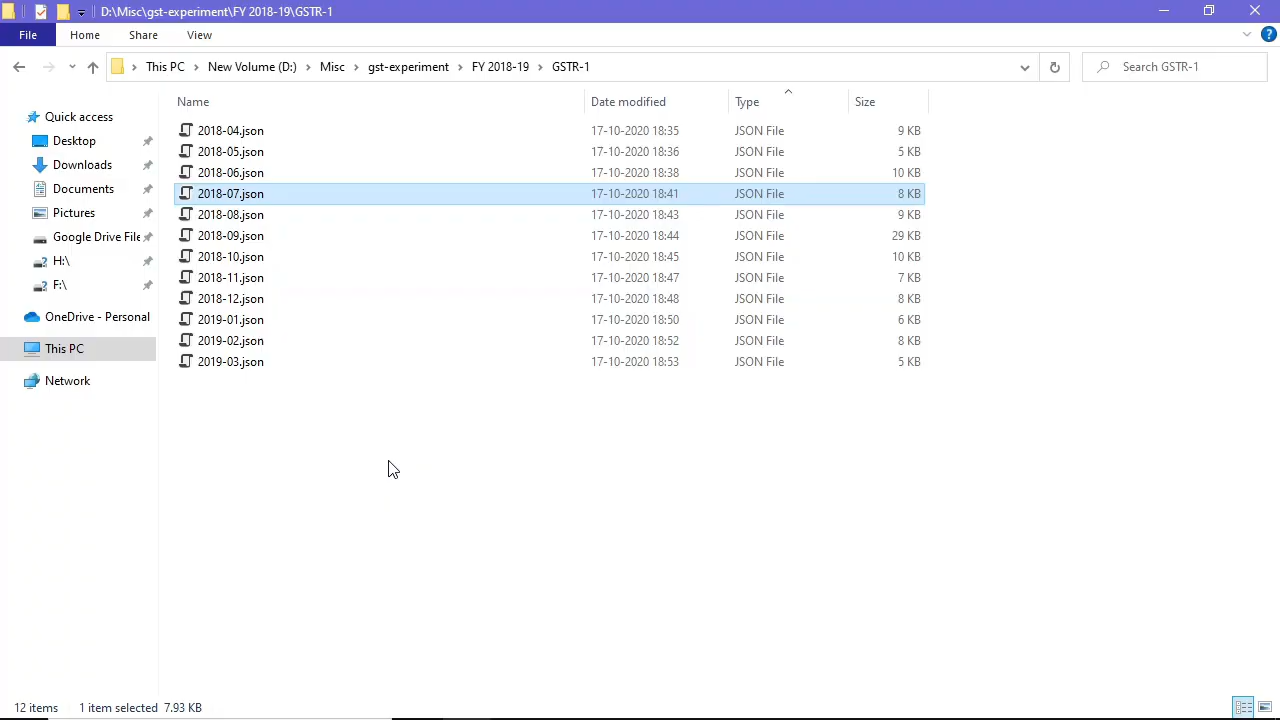 D:\Misc\gst-experiment\FY 2018-19\GSTR-1
File Home Share View
This PC New Volume (D:) Misc gst-experiment FY 2018-19 GSTR-1 Search GSTR-1
Name Date modified Type Size
Quick access
Desktop
Downloads
Documents
Pictures
Google Drive File
H:\
F:\
OneDrive - Personal
This PC
Network
2018-04.json 17-10-2020 18:35 JSON File 9 KB
2018-05.json 17-10-2020 18:36 JSON File 5 KB
2018-06.json 17-10-2020 18:38 JSON File 10 KB
2018-07.json 17-10-2020 18:41 JSON File 8 KB
2018-08.json 17-10-2020 18:43 JSON File 9 KB
2018-09.json 17-10-2020 18:44 JSON File 29 KB
2018-10.json 17-10-2020 18:45 JSON File 10 KB
2018-11.json 17-10-2020 18:47 JSON File 7 KB
2018-12.json 17-10-2020 18:48 JSON File 8 KB
2019-01.json 17-10-2020 18:50 JSON File 6 KB
2019-02.json 17-10-2020 18:52 JSON File 8 KB
2019-03.json 17-10-2020 18:53 JSON File 5 KB
12 items 1 item selected 7.93 KB